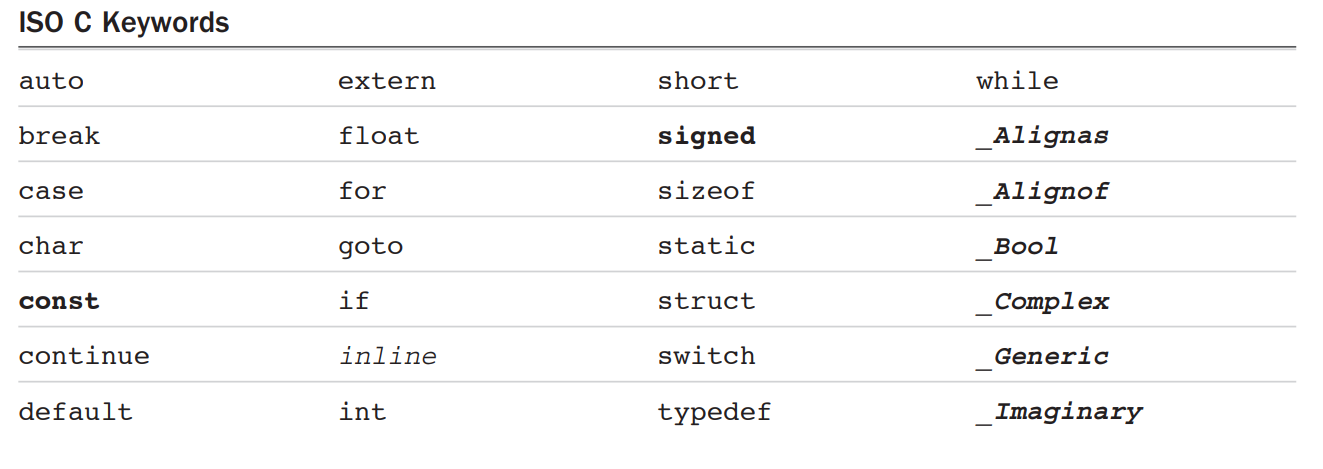 ISO C Keywords
auto extern short while
break float signed _Alignas
case for sizeof _Alignof
char goto static _Bool
const if struct _Complex
continue inline switch _Generic
default int typedef _Imaginary